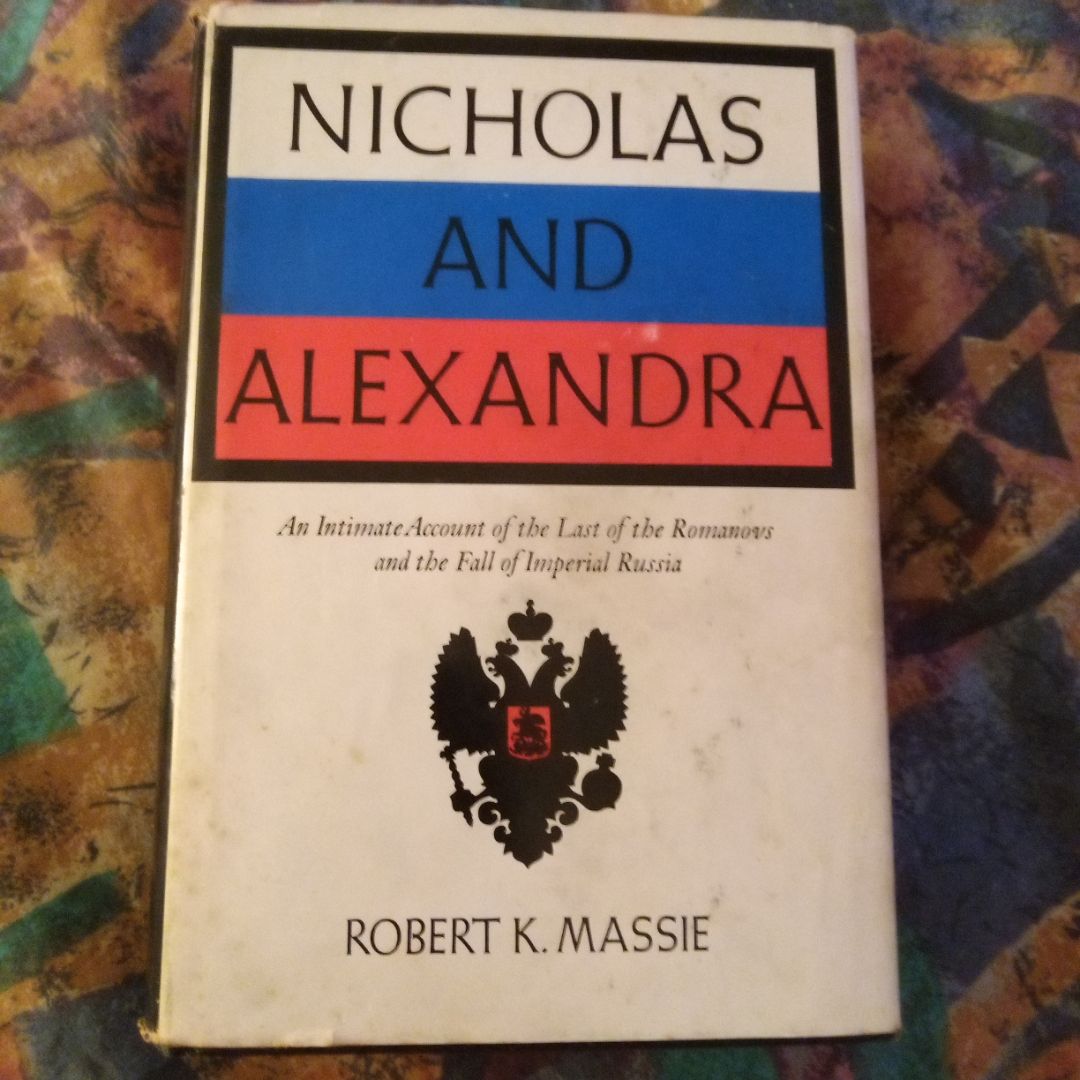 NICHOLAS
AND
ALEXANDRA
An Intimate Account of the Last of the Romanovs
and the Fall of Imperial Russia
ROBERT K. MASSIE